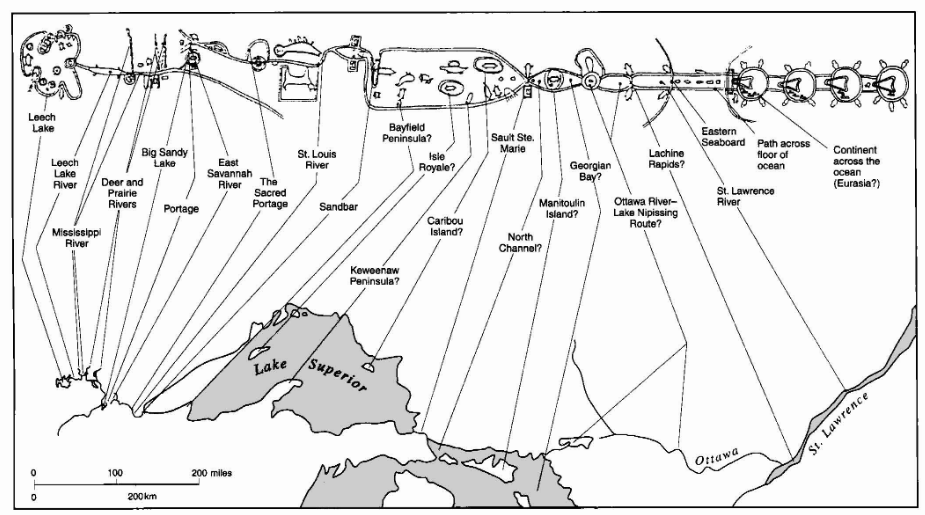 Leech
Lake
Leech
Lake
River
Mississippi
River
Deer and
Prairie
Rivers
Big Sandy
Lake
Portage
East
Savannah
River
The
Sacred
Portage
St. Louis
River
Sandbar
Bayfield
Peninsula?
Isle
Royale?
Keweenaw
Peninsula?
Caribou
Island?
Sault Ste.
Marie
North
Channel?
Manitoulin
Island?
Georgian
Bay?
Ottawa River–
Lake Nipissing
Route?
Lachine
Rapids?
Eastern
Seaboard
St. Lawrence
River
Path across
floor of
ocean
Continent
across the
ocean
(Eurasia?)
Lake Superior
Ottawa
St. Lawrence
0 100 200 miles
0 200km